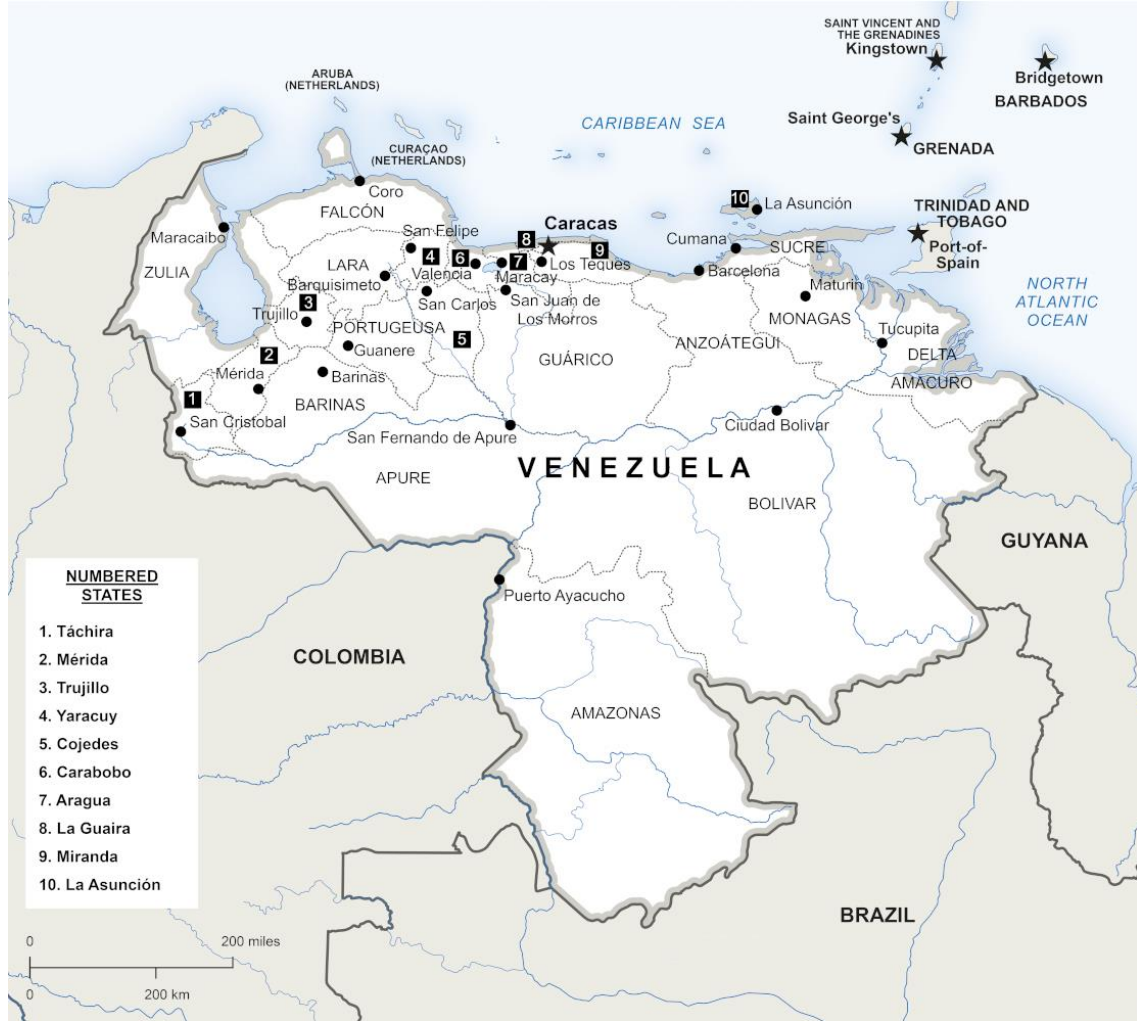 SAINT VINCENT AND
THE GRENADINES
Kingstown
Bridgetown
BARBADOS
ARUBA
(NETHERLANDS)
CARIBBEAN SEA
Saint George's
GRENADA
CURAÇAO
(NETHERLANDS)
Coro
10
La Asunción
TRINIDAD AND
TOBAGO
Port-of-
Spain
FALCÓN
Maracaibo
San Felipe
8
Caracas
9
Cumana
SUCRE
ZULIA
LARA
4
6
7
Los Teques
Valencia
Maracay
Barcelona
Barquisimeto
San Carlos
San Juan de
Los Morros
Maturin
NORTH
ATLANTIC
OCEAN
3
Trujillo
PORTUGEUSA
5
MONAGAS
Tucupita
2
Guanere
GUÁRICO
ANZOÁTEGUI
DELTA
AMACURO
Mérida
Barinas
1
BARINAS
San Cristobal
San Fernando de Apure
Ciudad Bolivar
VENEZUELA
APURE
BOLIVAR
GUYANA
Puerto Ayacucho
COLOMBIA
AMAZONAS
BRAZIL
NUMBERED
STATES
1. Táchira
2. Mérida
3. Trujillo
4. Yaracuy
5. Cojedes
6. Carabobo
7. Aragua
8. La Guaira
9. Miranda
10. La Asunción
0 200 miles
0 200 km